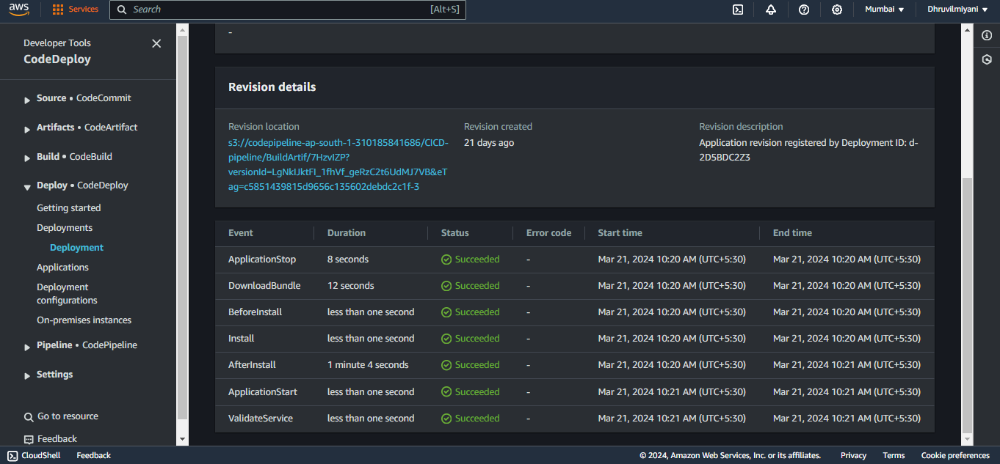 aws
Services
Search
[Alt+S]
Mumbai
Dhruvilmiyani
Developer Tools
CodeDeploy
Source • CodeCommit
Artifacts • CodeArtifact
Build • CodeBuild
Deploy • CodeDeploy
Getting started
Deployments
Deployment
Applications
Deployment
configurations
On-premises instances
Pipeline • CodePipeline
Settings
Go to resource
Feedback
-
Revision details
Revision location
s3://codepipeline-ap-south-1-310185841686/CICD-
pipeline/BuildArtif/7HzvIZP?
versionId=LgNkIJktFI_1fhVf_geRzC2t6UdMJ7VB&eT
ag=c5851439815d9656c135602debdc2c1f-3
Revision created
21 days ago
Revision description
Application revision registered by Deployment ID: d-
2D5BDC2Z3
Event Duration Status Error code Start time End time
ApplicationStop 8 seconds Succeeded - Mar 21, 2024 10:20 AM (UTC+5:30) Mar 21, 2024 10:20 AM (UTC+5:30)
DownloadBundle 12 seconds Succeeded - Mar 21, 2024 10:20 AM (UTC+5:30) Mar 21, 2024 10:20 AM (UTC+5:30)
BeforeInstall less than one second Succeeded - Mar 21, 2024 10:20 AM (UTC+5:30) Mar 21, 2024 10:20 AM (UTC+5:30)
Install less than one second Succeeded - Mar 21, 2024 10:20 AM (UTC+5:30) Mar 21, 2024 10:20 AM (UTC+5:30)
AfterInstall 1 minute 4 seconds Succeeded - Mar 21, 2024 10:20 AM (UTC+5:30) Mar 21, 2024 10:21 AM (UTC+5:30)
ApplicationStart less than one second Succeeded - Mar 21, 2024 10:21 AM (UTC+5:30) Mar 21, 2024 10:21 AM (UTC+5:30)
ValidateService less than one second Succeeded - Mar 21, 2024 10:21 AM (UTC+5:30) Mar 21, 2024 10:21 AM (UTC+5:30)
CloudShell Feedback © 2024, Amazon Web Services, Inc. or its affiliates. Privacy Terms Cookie preferences